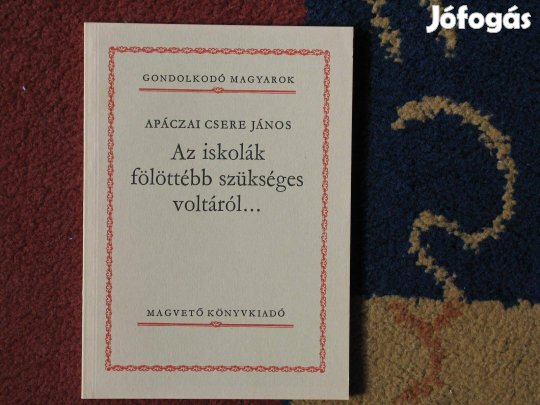 Jófogás
GONDOLKODÓ MAGYAROK
APÁCZAI CSERE JÁNOS
Az iskolák
fölöttébb szükséges
voltáról...
MAGVETŐ KÖNYVKIADÓ